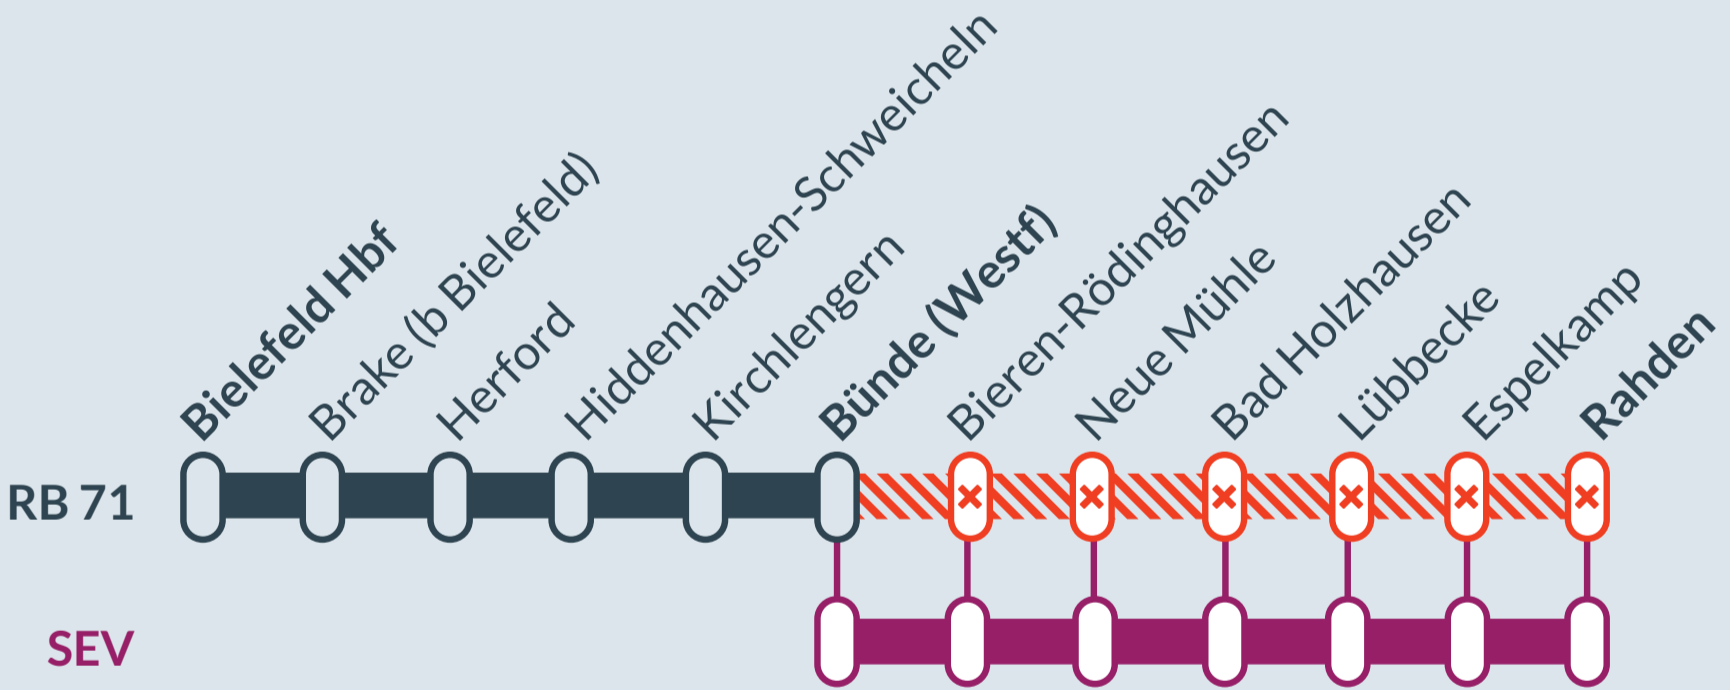 Bielefeld Hbf
Brake (b Bielefeld)
Herford
Hiddenhausen-Schweicheln
Kirchlengern
Bünde (Westf)
Bieren-Rödinghausen
Neue Mühle
Bad Holzhausen
Lübbecke
Espelkamp
Rahden
RB 71
SEV